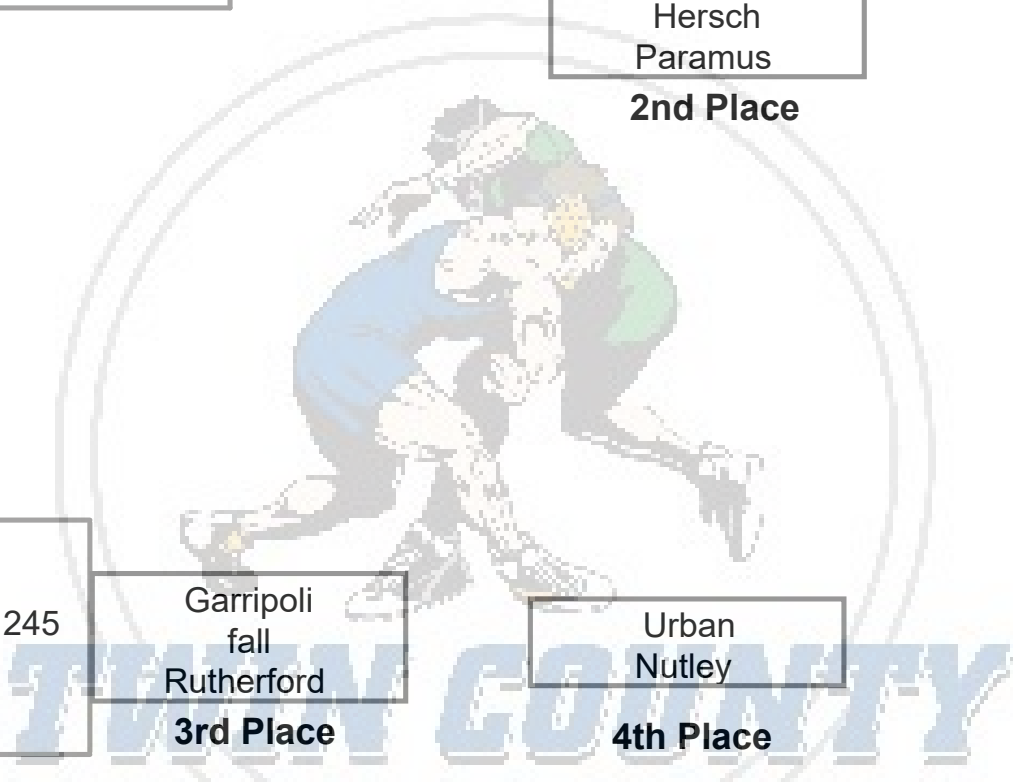 Hersch
Paramus
2nd Place
245
Garripoli
fall
Rutherford
3rd Place
Urban
Nutley
4th Place
TWIN COUNTY